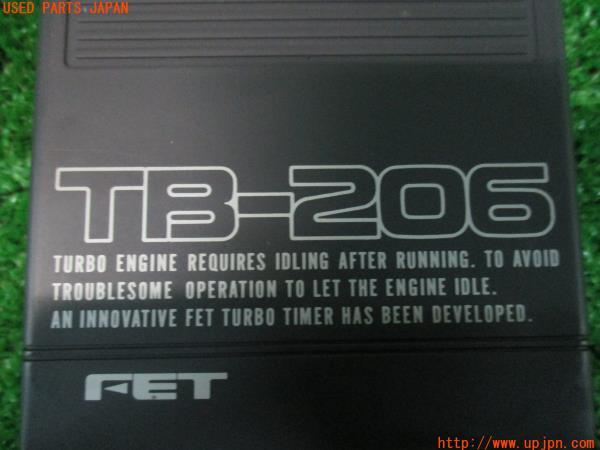 USED PARTS JAPAN
TB-206
TURBO ENGINE REQUIRES IDLING AFTER RUNNING. TO AVOID
TROUBLESOME OPERATION TO LET THE ENGINE IDLE.
AN INNOVATIVE FET TURBO TIMER HAS BEEN DEVELOPED.
FET
http://www.upjpn.com/